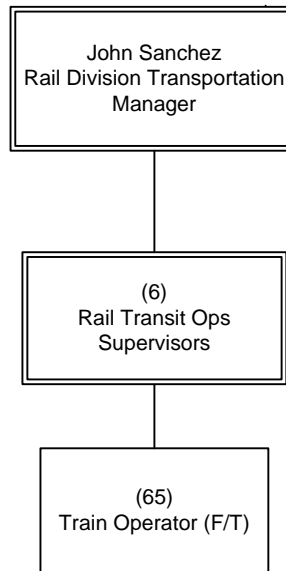 John Sanchez
Rail Division Transportation
Manager
(6)
Rail Transit Ops
Supervisors
(65)
Train Operator (F/T)